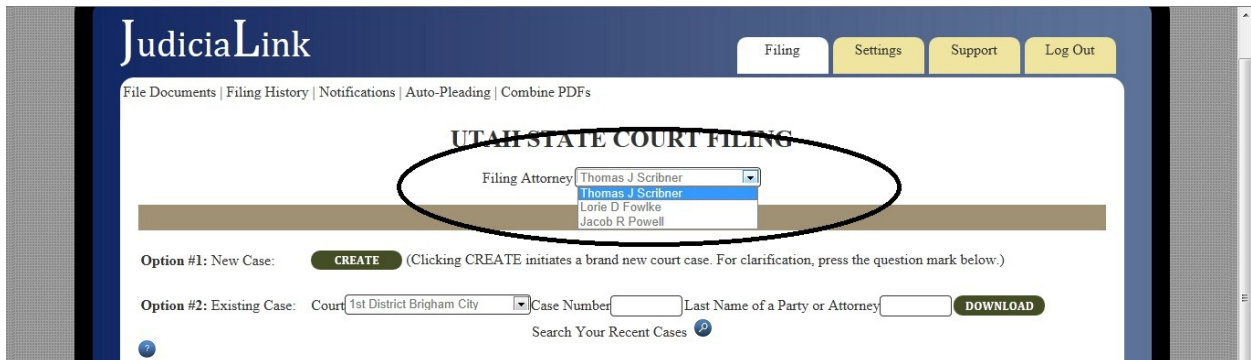 JudiciaLink
Filing Settings Support Log Out
File Documents | Filing History | Notifications | Auto-Pleading | Combine PDFs
UTAH STATE COURT FILING
Filing Attorney Thomas J Scribner
Thomas J Scribner
Lorie D Fowlke
Jacob R Powell
Option #1: New Case: CREATE (Clicking CREATE initiates a brand new court case. For clarification, press the question mark below.)
Option #2: Existing Case: Court 1st District Brigham City Case Number Last Name of a Party or Attorney DOWNLOAD
Search Your Recent Cases
?